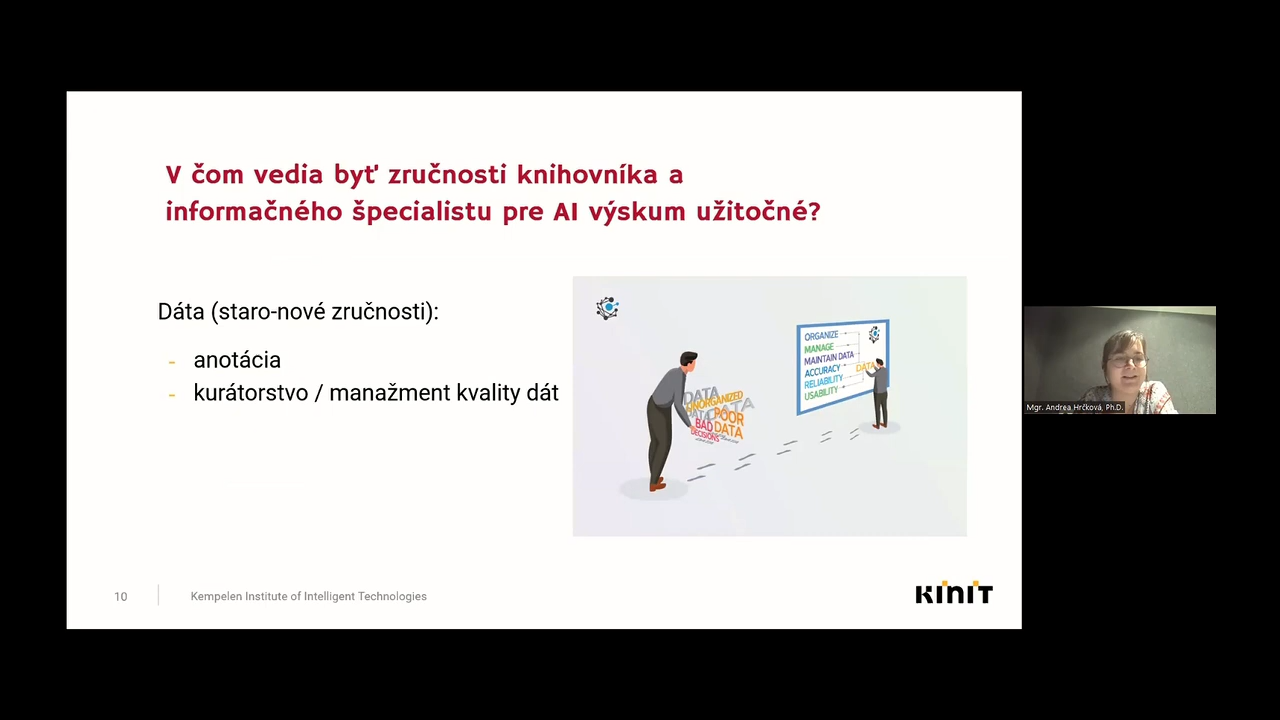 V čom vedia byť zručnosti knihovníka a
informačného špecialistu pre AI výskum užitočné?
Dáta (staro-nové zručnosti):
- anotácia
- kurátorstvo / manažment kvality dát
DATA
UNORGANIZED
DATA
DATA
POOR
BAD DATA
DECISIONS
ORGANIZE
MANAGE
MAINTAIN DATA
ACCURACY
RELIABILITY
USABILITY
DATA
Mgr. Andrea Hrčková, Ph.D.
10
Kempelen Institute of Intelligent Technologies
KINIT